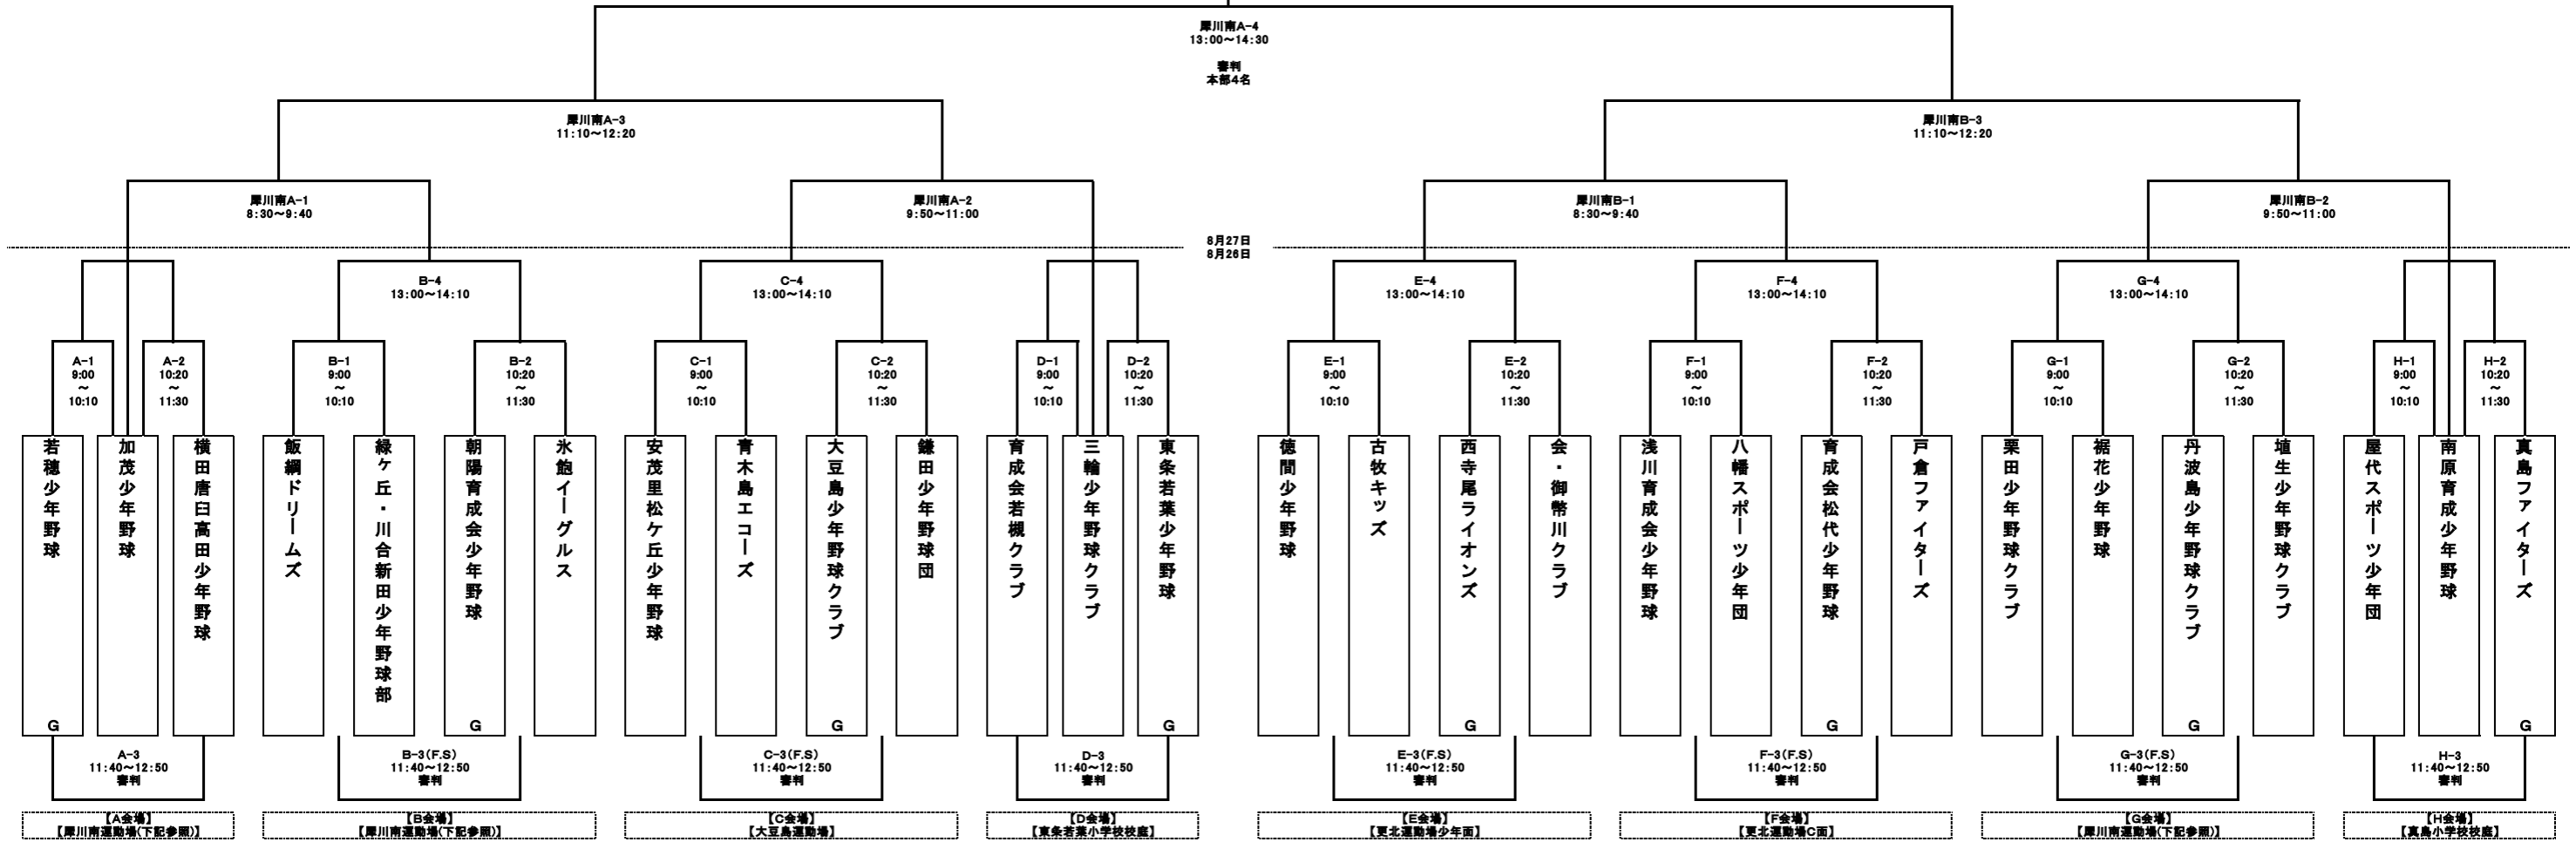 犀川南A-4
13:00～14:30
審判
本部4名
犀川南A-3
11:10～12:20
犀川南B-3
11:10～12:20
犀川南A-1
8:30～9:40
犀川南A-2
9:50～11:00
犀川南B-1
8:30～9:40
犀川南B-2
9:50～11:00
8月27日
8月26日
B-4
13:00～14:10
C-4
13:00～14:10
E-4
13:00～14:10
F-4
13:00～14:10
G-4
13:00～14:10
A-1
9:00
～
10:10
A-2
10:20
～
11:30
B-1
9:00
～
10:10
B-2
10:20
～
11:30
C-1
9:00
～
10:10
C-2
10:20
～
11:30
D-1
9:00
～
10:10
D-2
10:20
～
11:30
E-1
9:00
～
10:10
E-2
10:20
～
11:30
F-1
9:00
～
10:10
F-2
10:20
～
11:30
G-1
9:00
～
10:10
G-2
10:20
～
11:30
H-1
9:00
～
10:10
H-2
10:20
～
11:30
若穂少年野球
G
加茂少年野球
横田唐臼高田少年野球
飯綱ドリームズ
緑ヶ丘・川合新田少年野球部
朝陽育成会少年野球
G
氷鉋イーグルス
安茂里松ケ丘少年野球
青木島エコーズ
大豆島少年野球クラブ
G
鎌田少年野球団
育成会若槻クラブ
三輪少年野球クラブ
東条若葉少年野球
G
徳間少年野球
古牧キッズ
西寺尾ライオンズ
G
会・御幣川クラブ
浅川育成会少年野球
八幡スポーツ少年団
育成会松代少年野球
G
戸倉ファイターズ
栗田少年野球クラブ
裾花少年野球
丹波島少年野球クラブ
G
埴生少年野球クラブ
屋代スポーツ少年団
南原育成少年野球
真島ファイターズ
G
A-3
11:40～12:50
審判
B-3(F.S)
11:40～12:50
審判
C-3(F.S)
11:40～12:50
審判
D-3
11:40～12:50
審判
E-3(F.S)
11:40～12:50
審判
F-3(F.S)
11:40～12:50
審判
G-3(F.S)
11:40～12:50
審判
H-3
11:40～12:50
審判
【A会場】
【犀川南運動場(下記参照)】
【B会場】
【犀川南運動場(下記参照)】
【C会場】
【大豆島運動場】
【D会場】
【東条若葉小学校校庭】
【E会場】
【更北運動場少年面】
【F会場】
【更北運動場C面】
【G会場】
【犀川南運動場(下記参照)】
【H会場】
【真島小学校校庭】